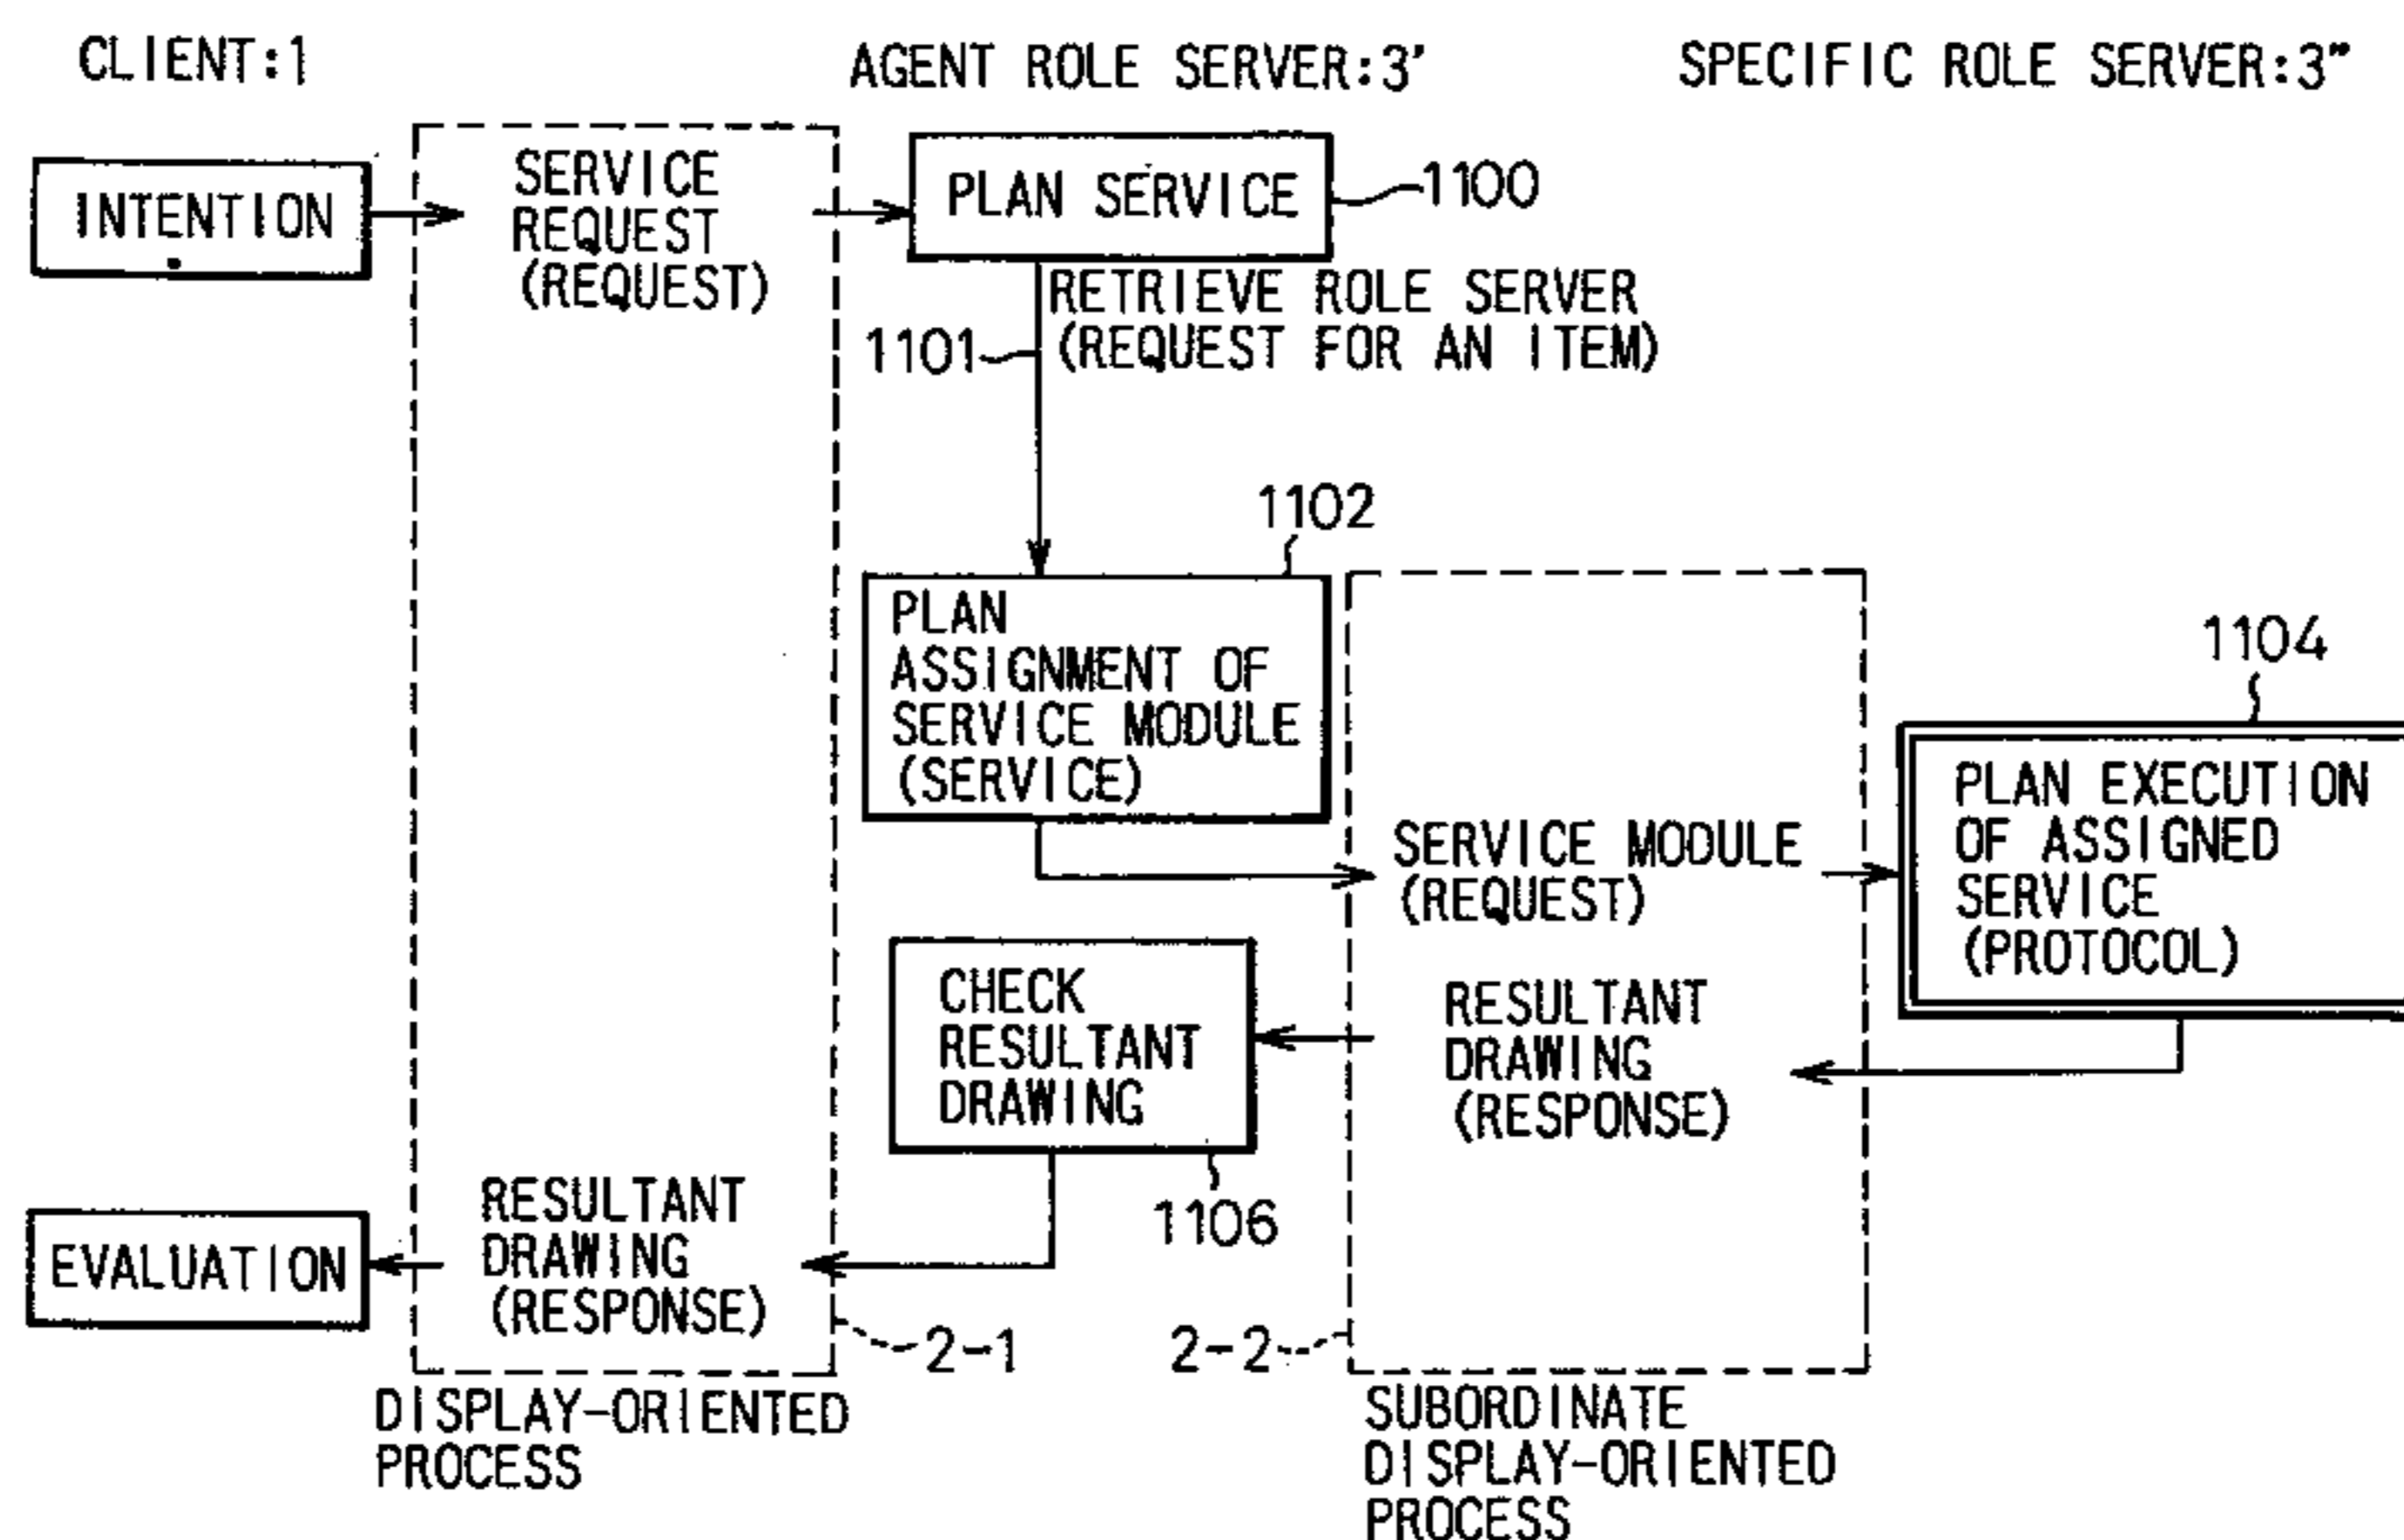 CLIENT:1
AGENT ROLE SERVER:3'
SPECIFIC ROLE SERVER:3"
INTENTION
SERVICE
REQUEST
(REQUEST)
PLAN SERVICE
1100
RETRIEVE ROLE SERVER
(REQUEST FOR AN ITEM)
1101
1102
PLAN
ASSIGNMENT OF
SERVICE MODULE
(SERVICE)
1104
SERVICE MODULE
(REQUEST)
PLAN EXECUTION
OF ASSIGNED
SERVICE
(PROTOCOL)
CHECK
RESULTANT
DRAWING
RESULTANT
DRAWING
(RESPONSE)
1106
EVALUATION
RESULTANT
DRAWING
(RESPONSE)
2-1
2-2
DISPLAY-ORIENTED
PROCESS
SUBORDINATE
DISPLAY-ORIENTED
PROCESS